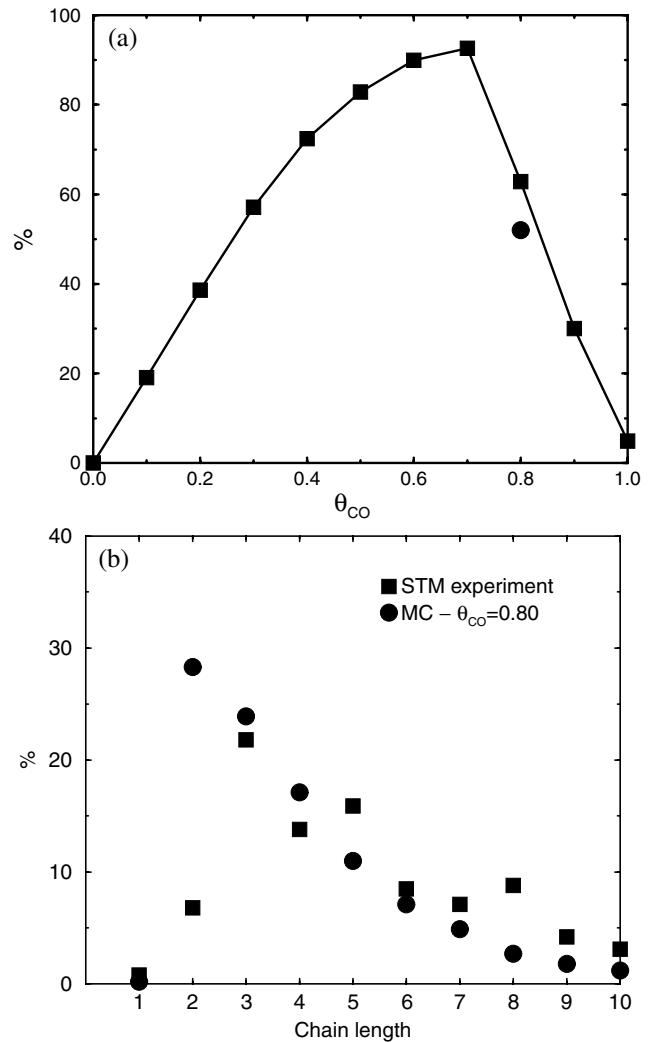 (a)
100
80
60
40
20
0
%
0.0 0.2 0.4 0.6 0.8 1.0
θCO
(b)
40
30
20
10
0
%
STM experiment
MC – θCO=0.80
1 2 3 4 5 6 7 8 9 10
Chain length